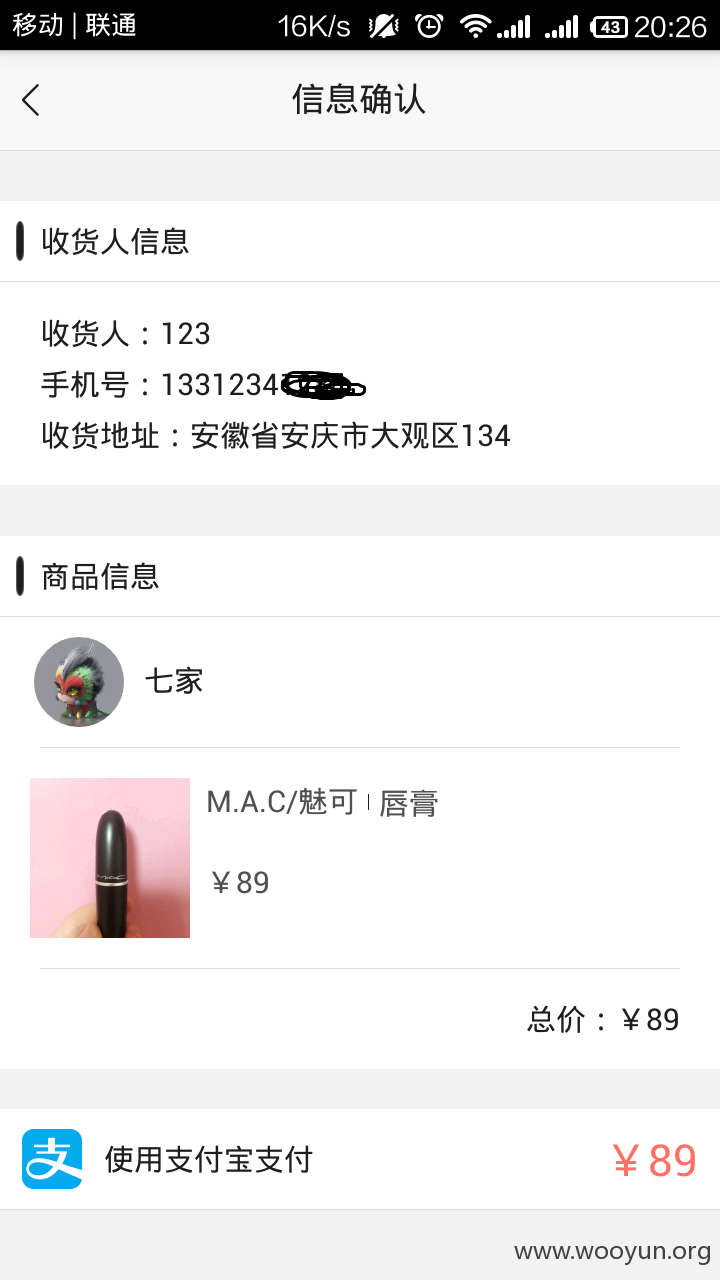 移动 | 联通 16K/s 43 20:26
信息确认
收货人信息
收货人：123
手机号：1331234
收货地址：安徽省安庆市大观区134
商品信息
七家
M.A.C/魅可 | 唇膏
MAC
￥89
总价：￥89
支 使用支付宝支付 ￥89
www.wooyun.org